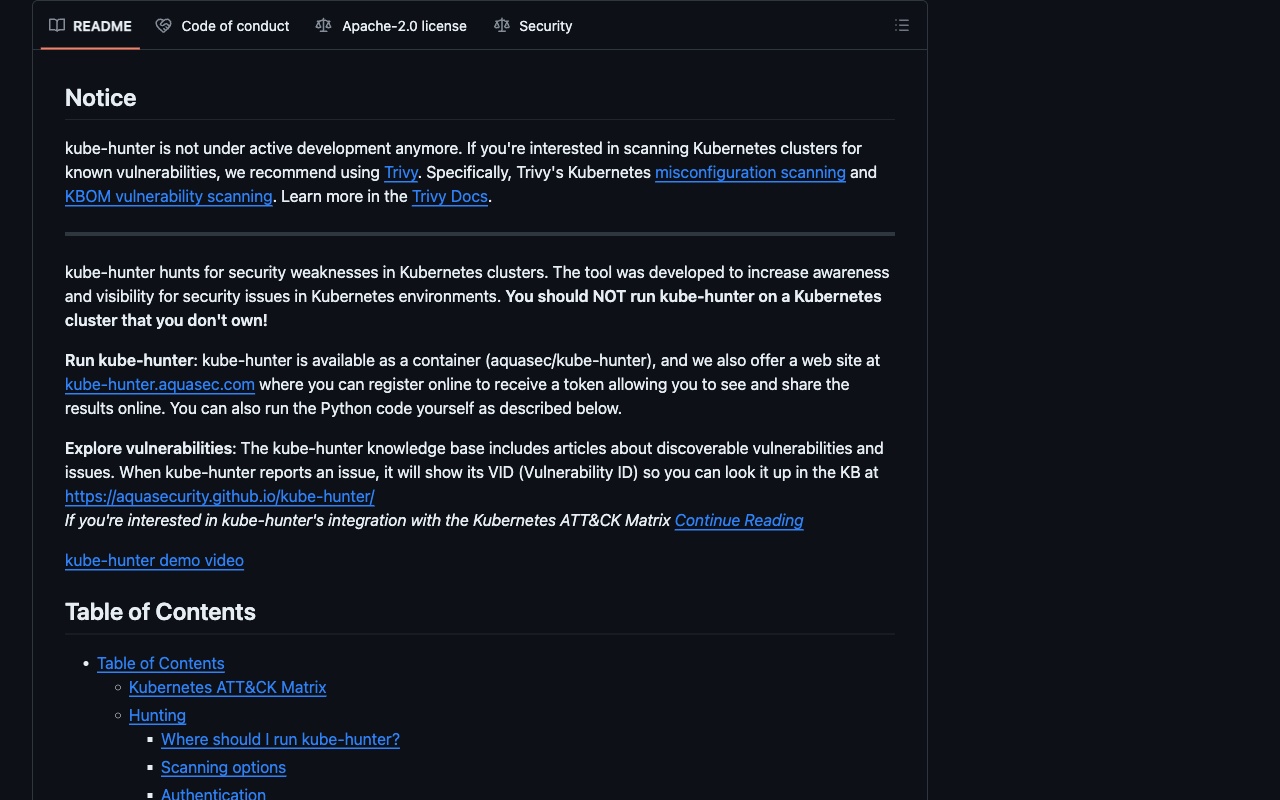 README
Code of conduct
Apache-2.0 license
Security
Notice
kube-hunter is not under active development anymore. If you're interested in scanning Kubernetes clusters for
known vulnerabilities, we recommend using Trivy. Specifically, Trivy's Kubernetes misconfiguration scanning and
KBOM vulnerability scanning. Learn more in the Trivy Docs.
kube-hunter hunts for security weaknesses in Kubernetes clusters. The tool was developed to increase awareness
and visibility for security issues in Kubernetes environments. You should NOT run kube-hunter on a Kubernetes
cluster that you don't own!
Run kube-hunter: kube-hunter is available as a container (aquasec/kube-hunter), and we also offer a web site at
kube-hunter.aquasec.com where you can register online to receive a token allowing you to see and share the
results online. You can also run the Python code yourself as described below.
Explore vulnerabilities: The kube-hunter knowledge base includes articles about discoverable vulnerabilities and
issues. When kube-hunter reports an issue, it will show its VID (Vulnerability ID) so you can look it up in the KB at
https://aquasecurity.github.io/kube-hunter/
If you're interested in kube-hunter's integration with the Kubernetes ATT&CK Matrix Continue Reading
kube-hunter demo video
Table of Contents
Table of Contents
Kubernetes ATT&CK Matrix
Hunting
Where should I run kube-hunter?
Scanning options
Authentication